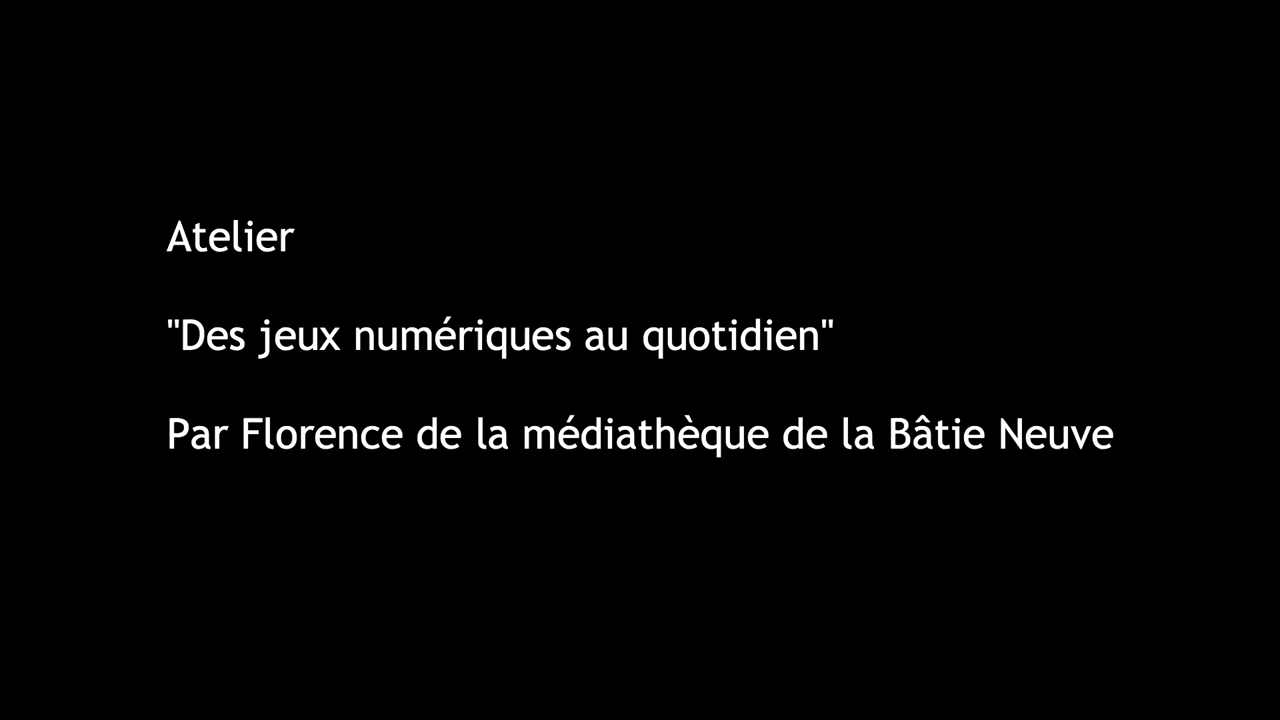 Atelier
"Des jeux numériques au quotidien"
Par Florence de la médiathèque de la Bâtie Neuve